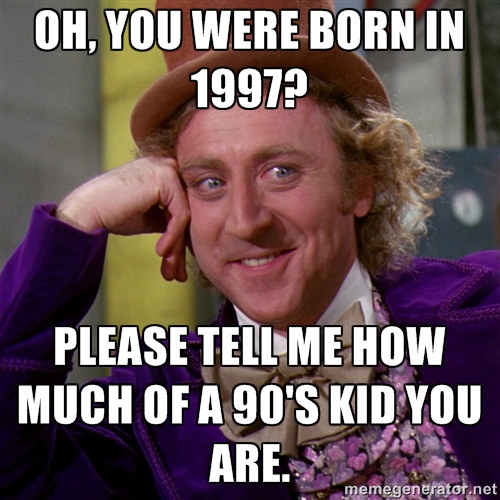 OH, YOU WERE BORN IN
1997?
PLEASE TELL ME HOW
MUCH OF A 90'S KID YOU
ARE.
memegenerator.net